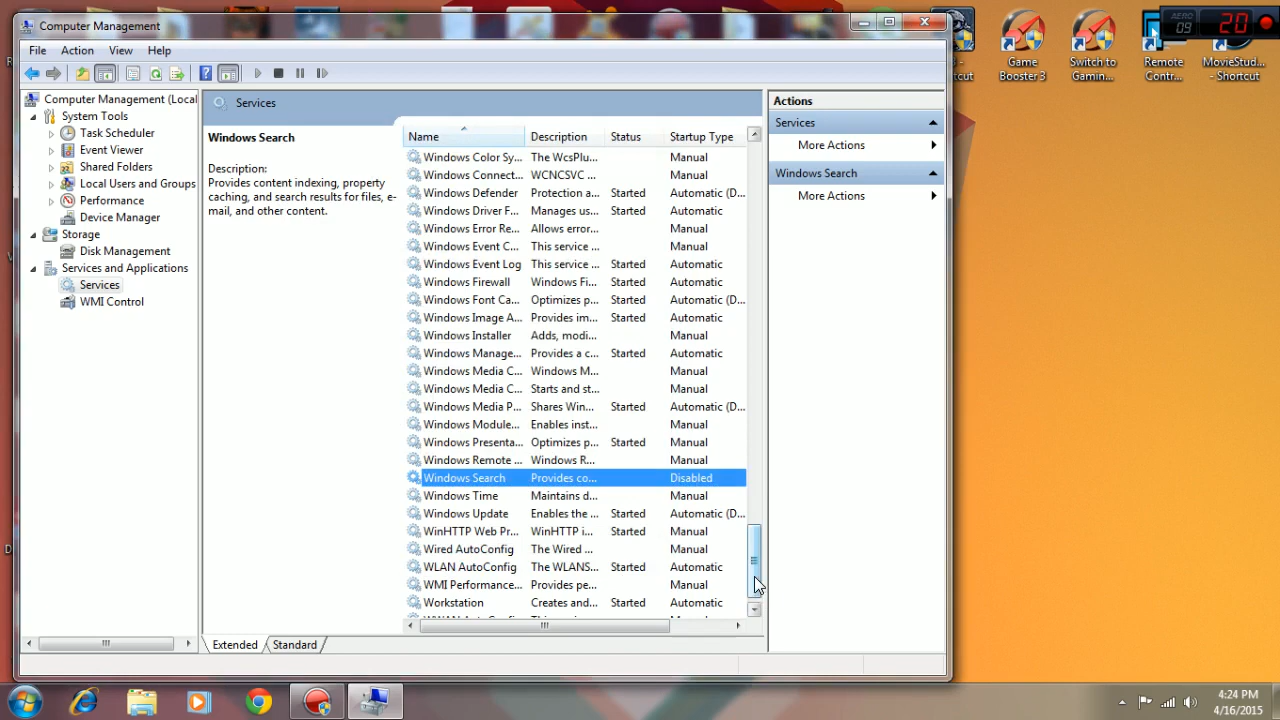 Computer Management
File Action View Help
Computer Management (Local
System Tools
Task Scheduler
Event Viewer
Shared Folders
Local Users and Groups
Performance
Device Manager
Storage
Disk Management
Services and Applications
Services
WMI Control
Services
Windows Search
Description:
Provides content indexing, property
caching, and search results for files, e-
mail, and other content.
Name Description Status Startup Type
Windows Color Sy... The WcsPlu... Manual
Windows Connect... WCNCSVC ... Manual
Windows Defender Protection a... Started Automatic (D...
Windows Driver F... Manages us... Started Automatic
Windows Error Re... Allows error... Manual
Windows Event C... This service ... Manual
Windows Event Log This service ... Started Automatic
Windows Firewall Windows Fi... Started Automatic
Windows Font Ca... Optimizes p... Started Automatic (D...
Windows Image A... Provides im... Started Automatic
Windows Installer Adds, modi... Manual
Windows Manage... Provides a c... Started Automatic
Windows Media C... Windows M... Manual
Windows Media C... Starts and st... Manual
Windows Media P... Shares Win... Started Automatic (D...
Windows Module... Enables inst... Manual
Windows Presenta... Optimizes p... Started Manual
Windows Remote ... Windows R... Manual
Windows Search Provides co... Disabled
Windows Time Maintains d... Manual
Windows Update Enables the ... Started Automatic (D...
WinHTTP Web Pr... WinHTTP i... Started Manual
Wired AutoConfig The Wired ... Manual
WLAN AutoConfig The WLANS... Started Automatic
WMI Performance... Provides pe... Manual
Workstation Creates and... Started Automatic
Extended Standard
Actions
Services
More Actions
Windows Search
More Actions
Game
Booster 3
Switch to
Gamin...
Remote
Contr...
MovieStud...
- Shortcut
AERO
09
20
4:24 PM
4/16/2015